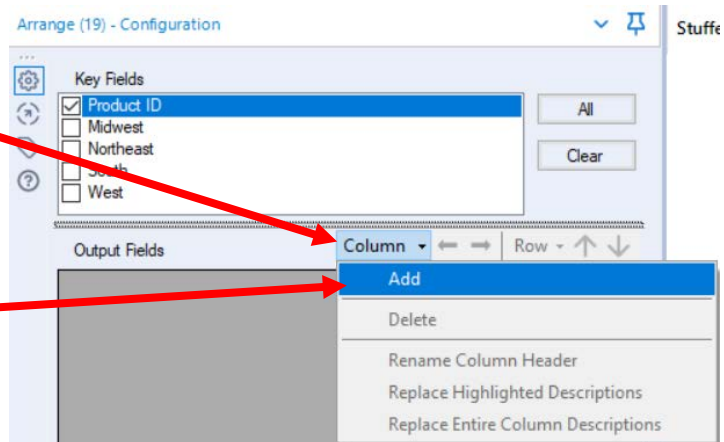 Arrange (19) - Configuration
Stuffe
Key Fields
Product ID
Midwest
Northeast
South
West
All
Clear
Output Fields
Column
Row
Add
Delete
Rename Column Header
Replace Highlighted Descriptions
Replace Entire Column Descriptions